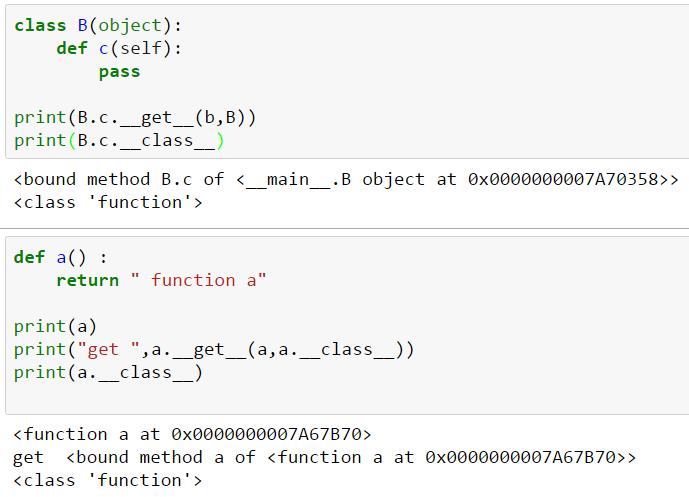 class B(object):
    def c(self):
        pass
print(B.c.__get__(b,B))
print(B.c.__class__)
<bound method B.c of <__main__.B object at 0x0000000007A70358>>
<class 'function'>
def a() :
    return " function a"
print(a)
print("get ",a.__get__(a,a.__class__))
print(a.__class__)
<function a at 0x0000000007A67B70>
get  <bound method a of <function a at 0x0000000007A67B70>>
<class 'function'>